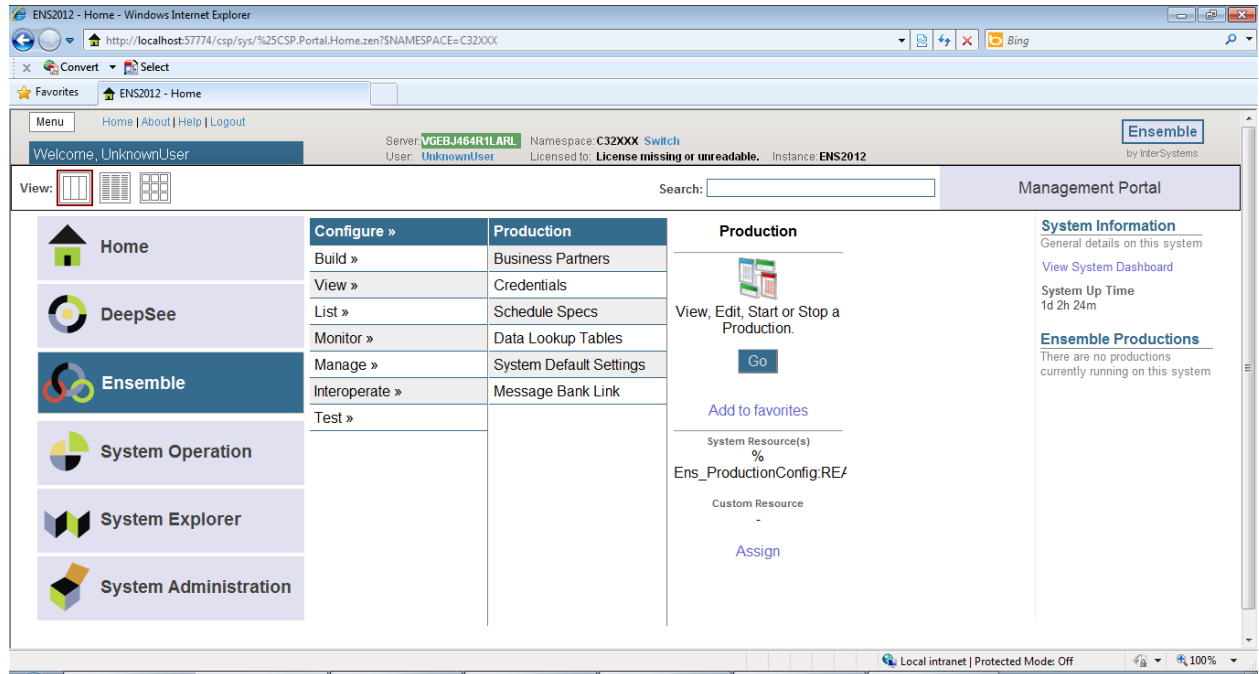 ENS2012 - Home - Windows Internet Explorer
http://localhost:57774/csp/sys/%25CSP.Portal.Home.zen?$NAMESPACE=C32XXX
Bing
x Convert Select
Favorites ENS2012 - Home
Menu Home | About | Help | Logout
Server: VGEBJ464R1LARL Namespace: C32XXX Switch
Ensemble
Welcome, UnknownUser
User: UnknownUser Licensed to: License missing or unreadable. Instance: ENS2012
by InterSystems
View:
Search:
Management Portal
Home
DeepSee
Ensemble
System Operation
System Explorer
System Administration
Configure »
Build »
View »
List »
Monitor »
Manage »
Interoperate »
Test »
Production
Business Partners
Credentials
Schedule Specs
Data Lookup Tables
System Default Settings
Message Bank Link
Production
View, Edit, Start or Stop a
Production.
Go
Add to favorites
System Resource(s)
%
Ens_ProductionConfig:REA
Custom Resource
-
Assign
System Information
General details on this system
View System Dashboard
System Up Time
1d 2h 24m
Ensemble Productions
There are no productions
currently running on this system
Local intranet | Protected Mode: Off
100%